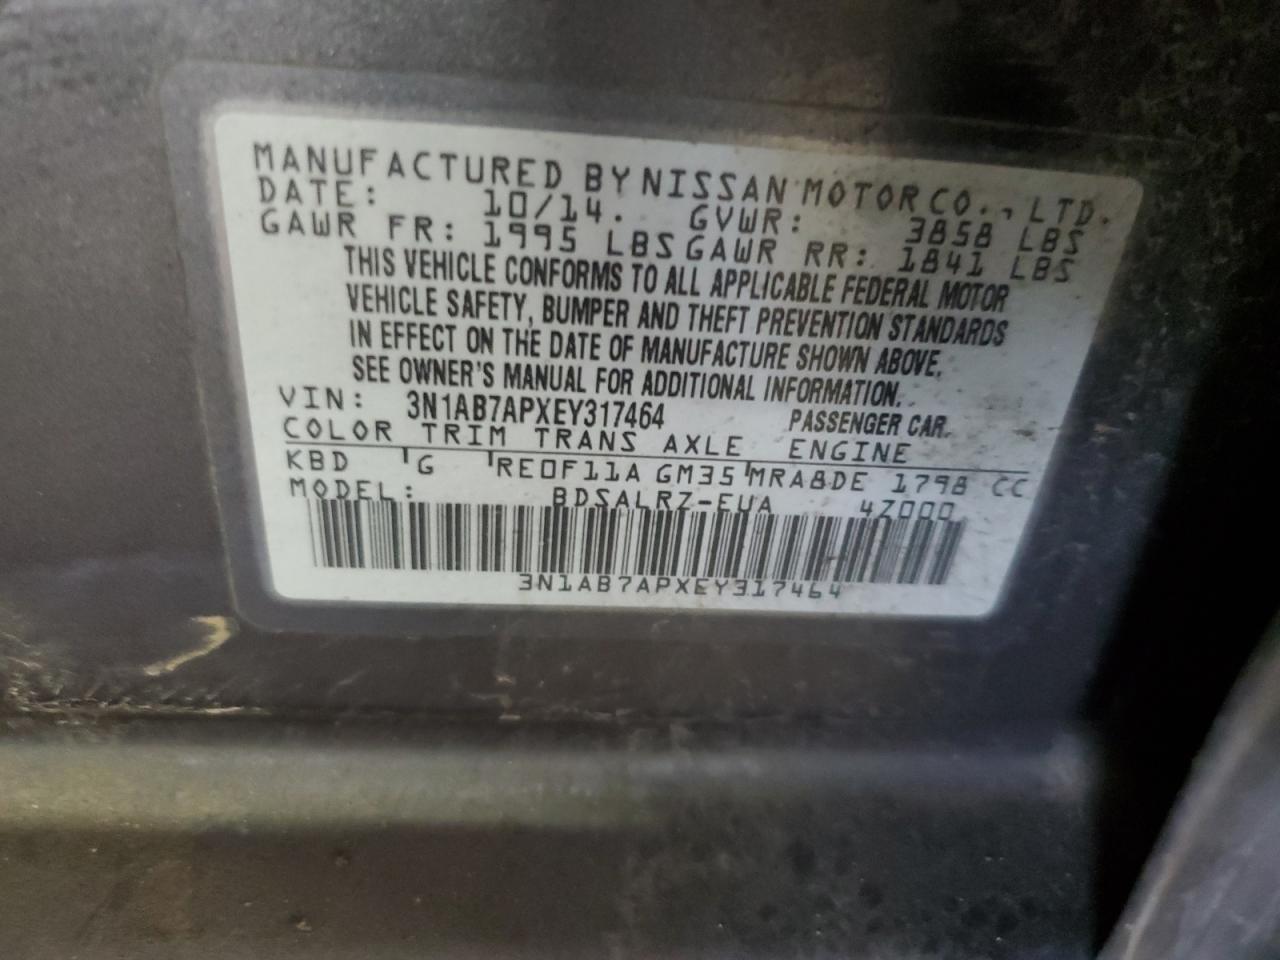 MANUFACTURED BY NISSAN MOTOR CO., LTD.
DATE: 10/14. GVWR: 3858 LBS
GAWR FR: 1995 LBS GAWR RR: 1841 LBS
THIS VEHICLE CONFORMS TO ALL APPLICABLE FEDERAL MOTOR
VEHICLE SAFETY, BUMPER AND THEFT PREVENTION STANDARDS
IN EFFECT ON THE DATE OF MANUFACTURE SHOWN ABOVE.
SEE OWNER'S MANUAL FOR ADDITIONAL INFORMATION.
VIN: 3N1AB7APXEY317464 PASSENGER CAR.
COLOR TRIM TRANS AXLE ENGINE
KBD G RE0F11A GM35 MRA8DE 1798 CC
MODEL: BDSALRZ-EUA 4Z000
3N1AB7APXEY317464